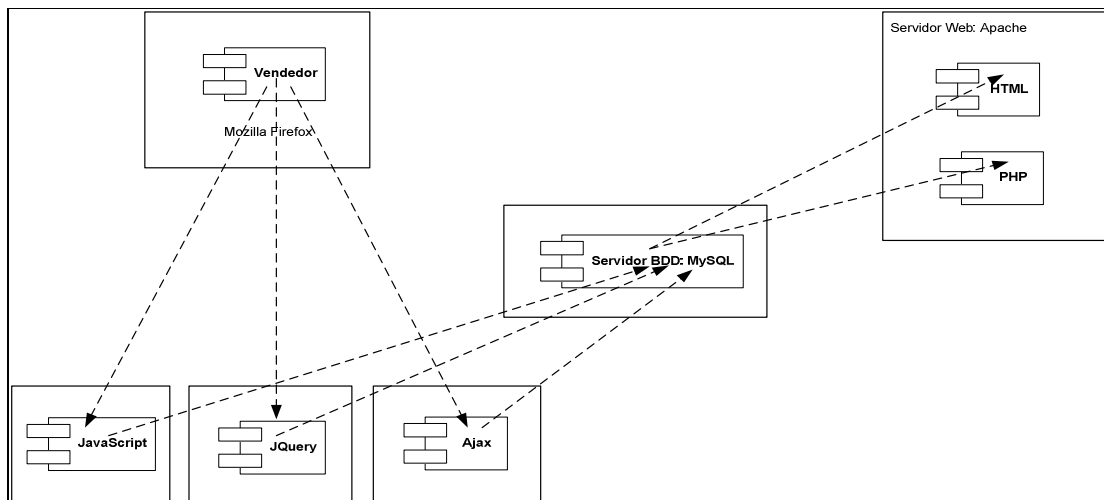 Servidor Web: Apache
Vendedor
HTML
Mozilla Firefox
PHP
Servidor BDD: MySQL
JavaScript
JQuery
Ajax